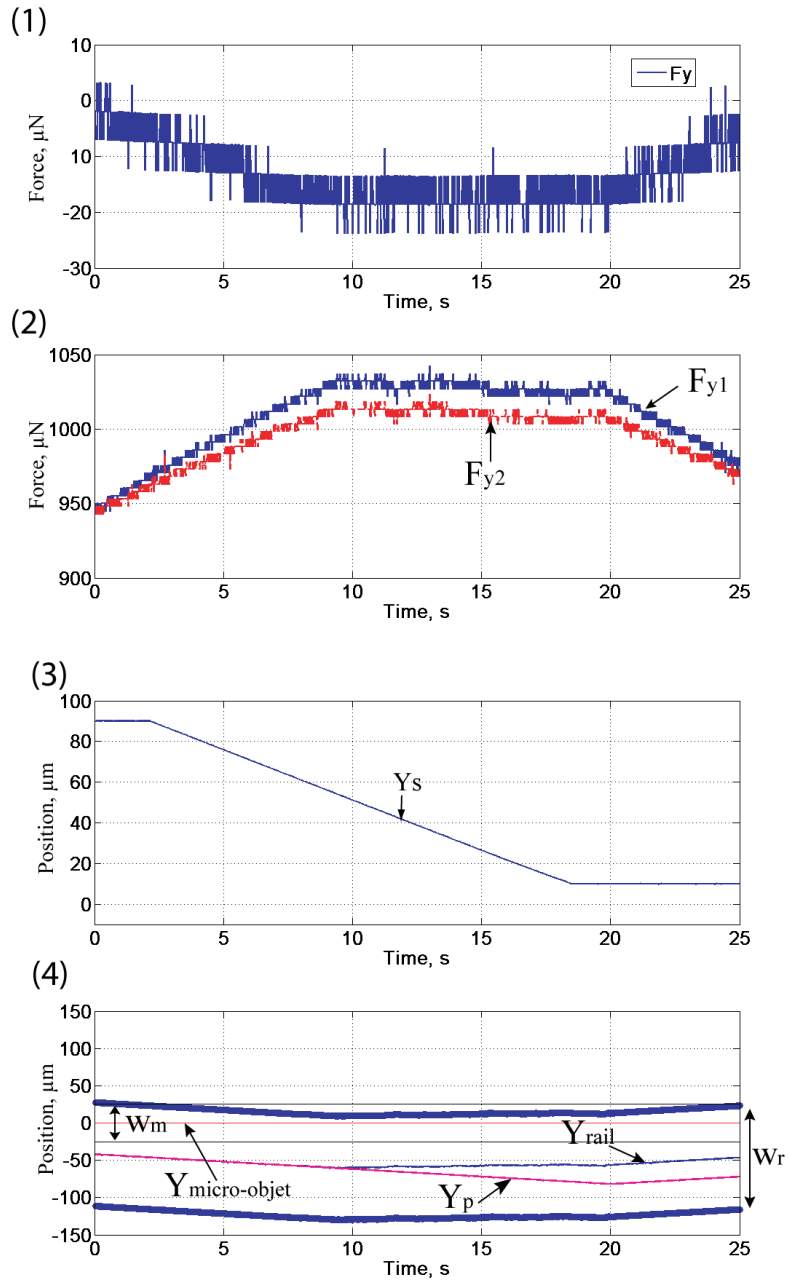 (1)
10
0
10
-20
-30
Force, µN
Fy
0 5 10 15 20 25
Time, s
(2)
1050
1000
950
900
Force, µN
Fy1
Fy2
0 5 10 15 20 25
Time, s
(3)
100
80
60
40
20
0
Position, µm
Ys
0 5 10 15 20 25
Time, s
(4)
150
100
50
0
-50
-100
-150
Position, µm
wm
Yrail
wr
Ymicro-objet
Yp
0 5 10 15 20 25
Time, s